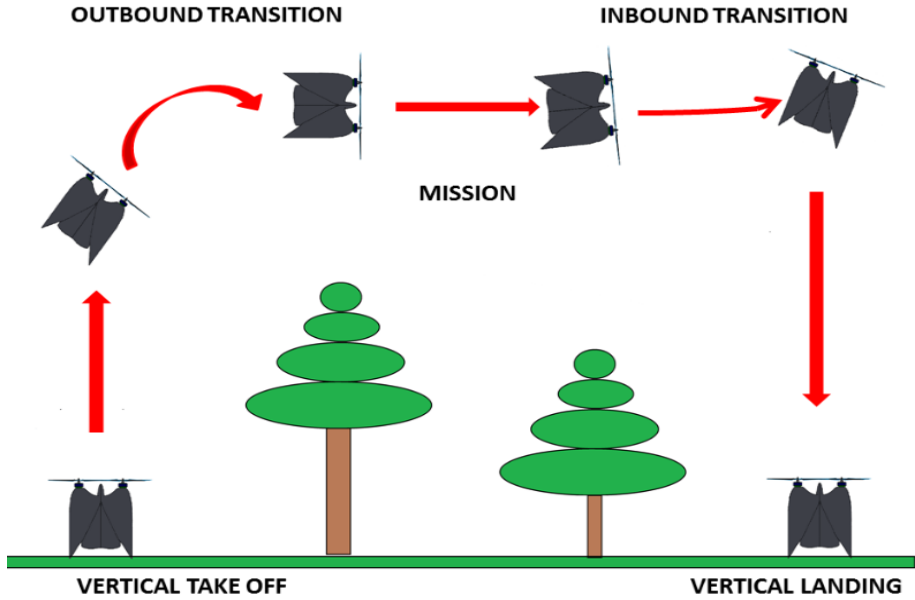 OUTBOUND TRANSITION
INBOUND TRANSITION
MISSION
VERTICAL TAKE OFF
VERTICAL LANDING